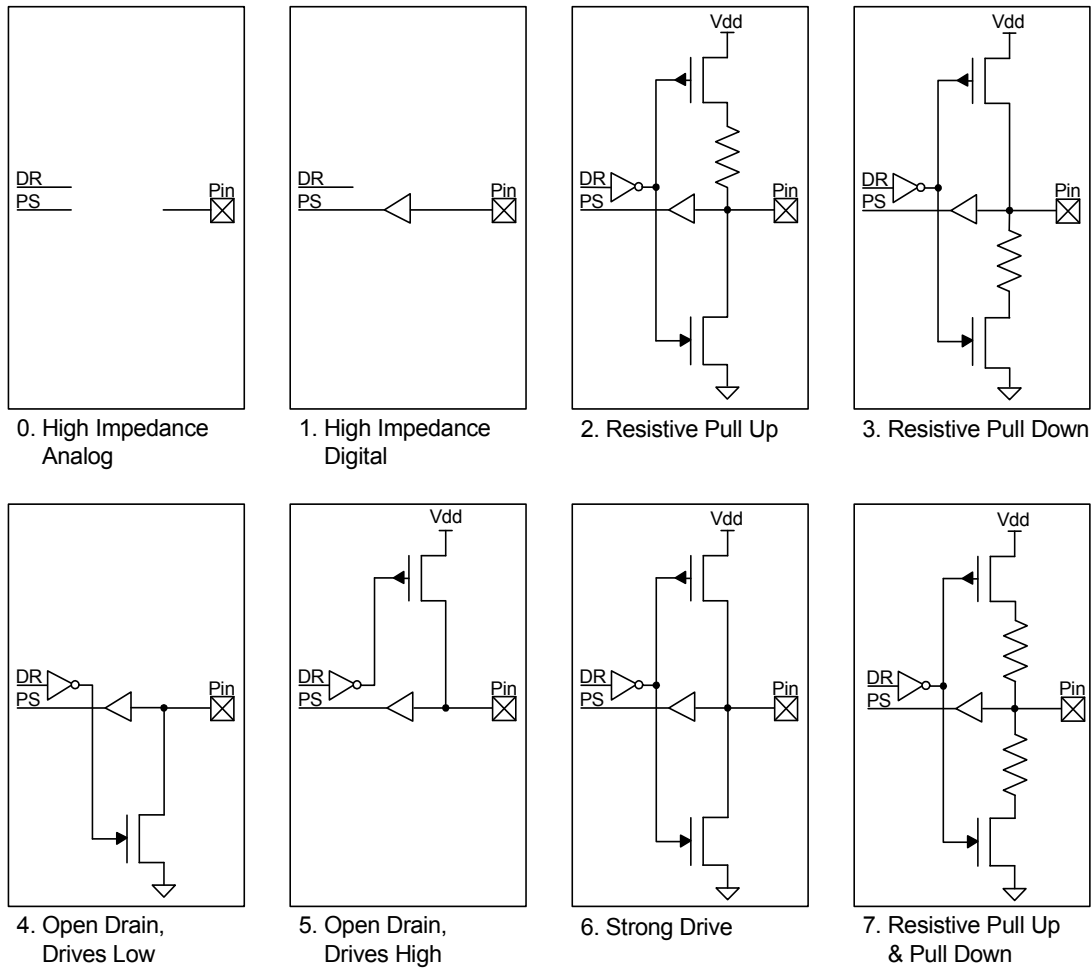 Vdd
Vdd
DR
PS
Pin
DR
PS
Pin
DR
PS
Pin
DR
PS
Pin
0. High Impedance
Analog
1. High Impedance
Digital
2. Resistive Pull Up
3. Resistive Pull Down
Vdd
Vdd
Vdd
DR
PS
Pin
DR
PS
Pin
DR
PS
Pin
DR
PS
Pin
4. Open Drain,
Drives Low
5. Open Drain,
Drives High
6. Strong Drive
7. Resistive Pull Up
& Pull Down